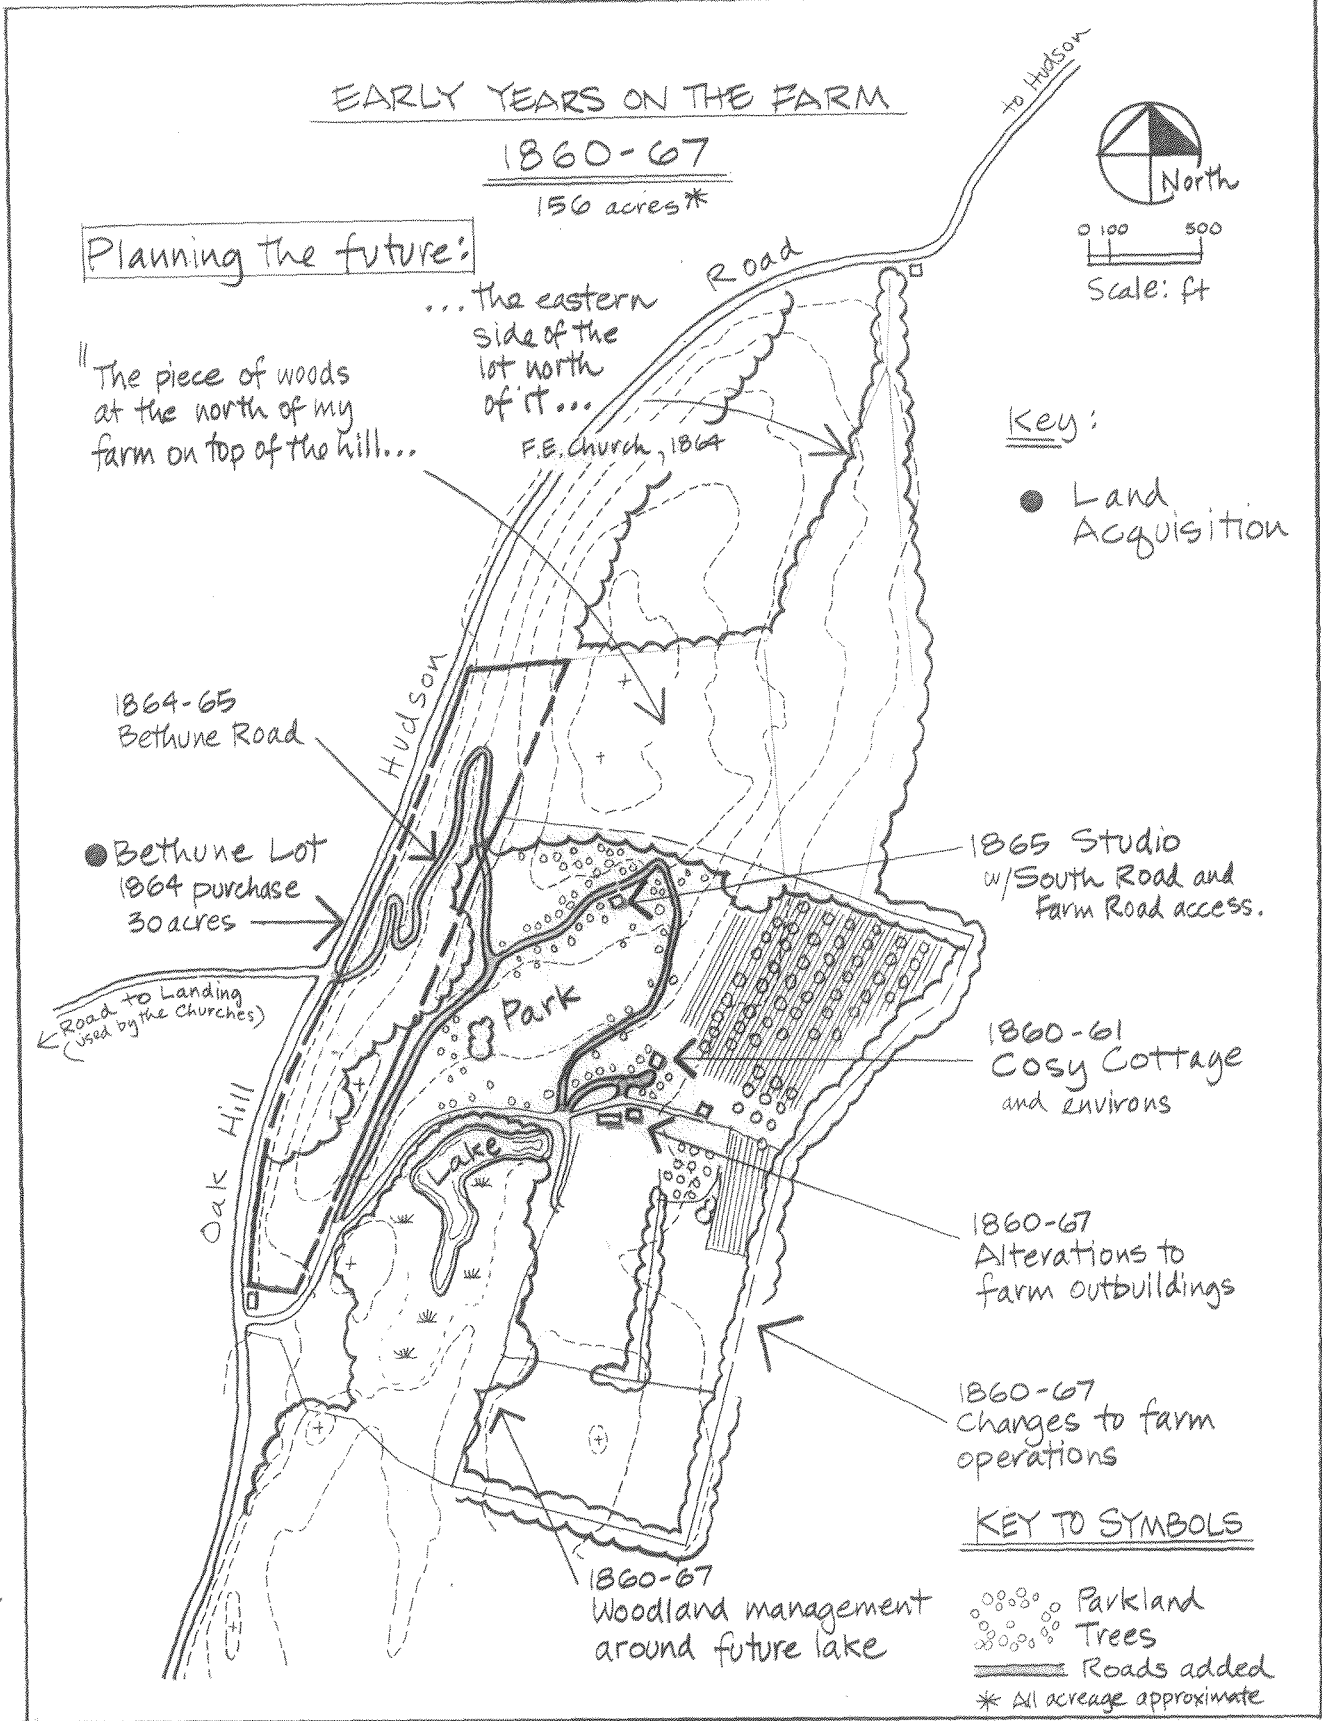 EARLY YEARS ON THE FARM
1860-67
156 acres*
to Hudson
North
0 100 500
Scale: ft
Planning the future:
"The piece of woods
at the north of my
farm on top of the hill...
...the eastern
side of the
lot north
of it...
F.E. Church, 1864
Road
Key:
● Land
Acquisition
Hudson
1864-65
Bethune Road
● Bethune Lot
1864 purchase
30 acres
1865 Studio
w/South Road and
Farm Road access.
Road to Landing
(used by the Churches)
Park
1860-61
Cosy Cottage
and environs
Oak Hill
Lake
1860-67
Alterations to
farm outbuildings
1860-67
Changes to farm
operations
1860-67
Woodland management
around future lake
KEY TO SYMBOLS
Parkland
Trees
Roads added
* All acreage approximate